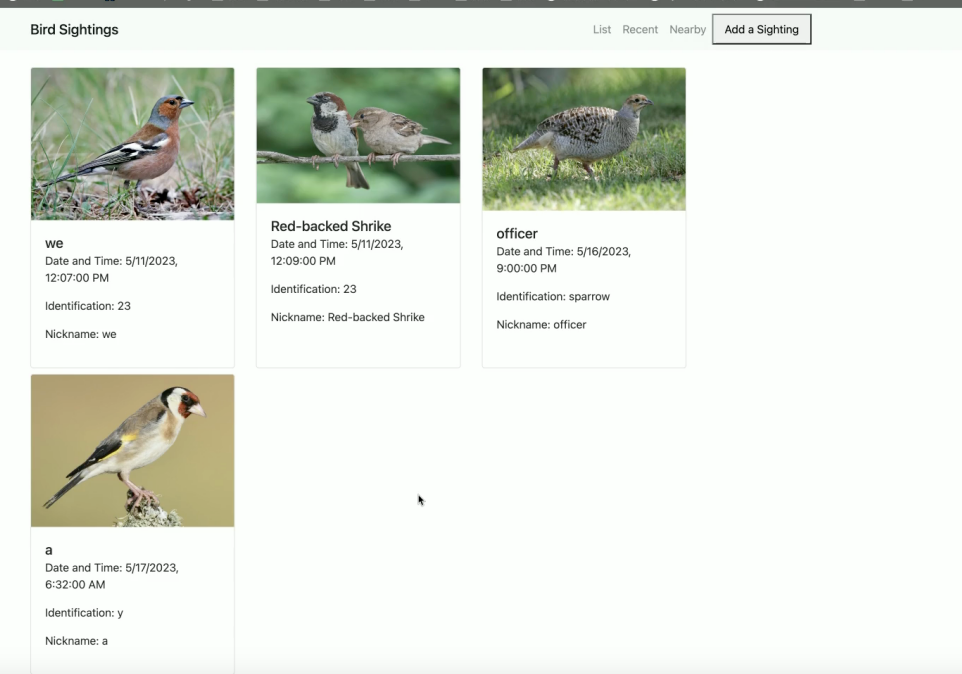 Bird Sightings
List Recent Nearby Add a Sighting
we
Date and Time: 5/11/2023,
12:07:00 PM
Identification: 23
Nickname: we
Red-backed Shrike
Date and Time: 5/11/2023,
12:09:00 PM
Identification: 23
Nickname: Red-backed Shrike
officer
Date and Time: 5/16/2023,
9:00:00 PM
Identification: sparrow
Nickname: officer
a
Date and Time: 5/17/2023,
6:32:00 AM
Identification: y
Nickname: a